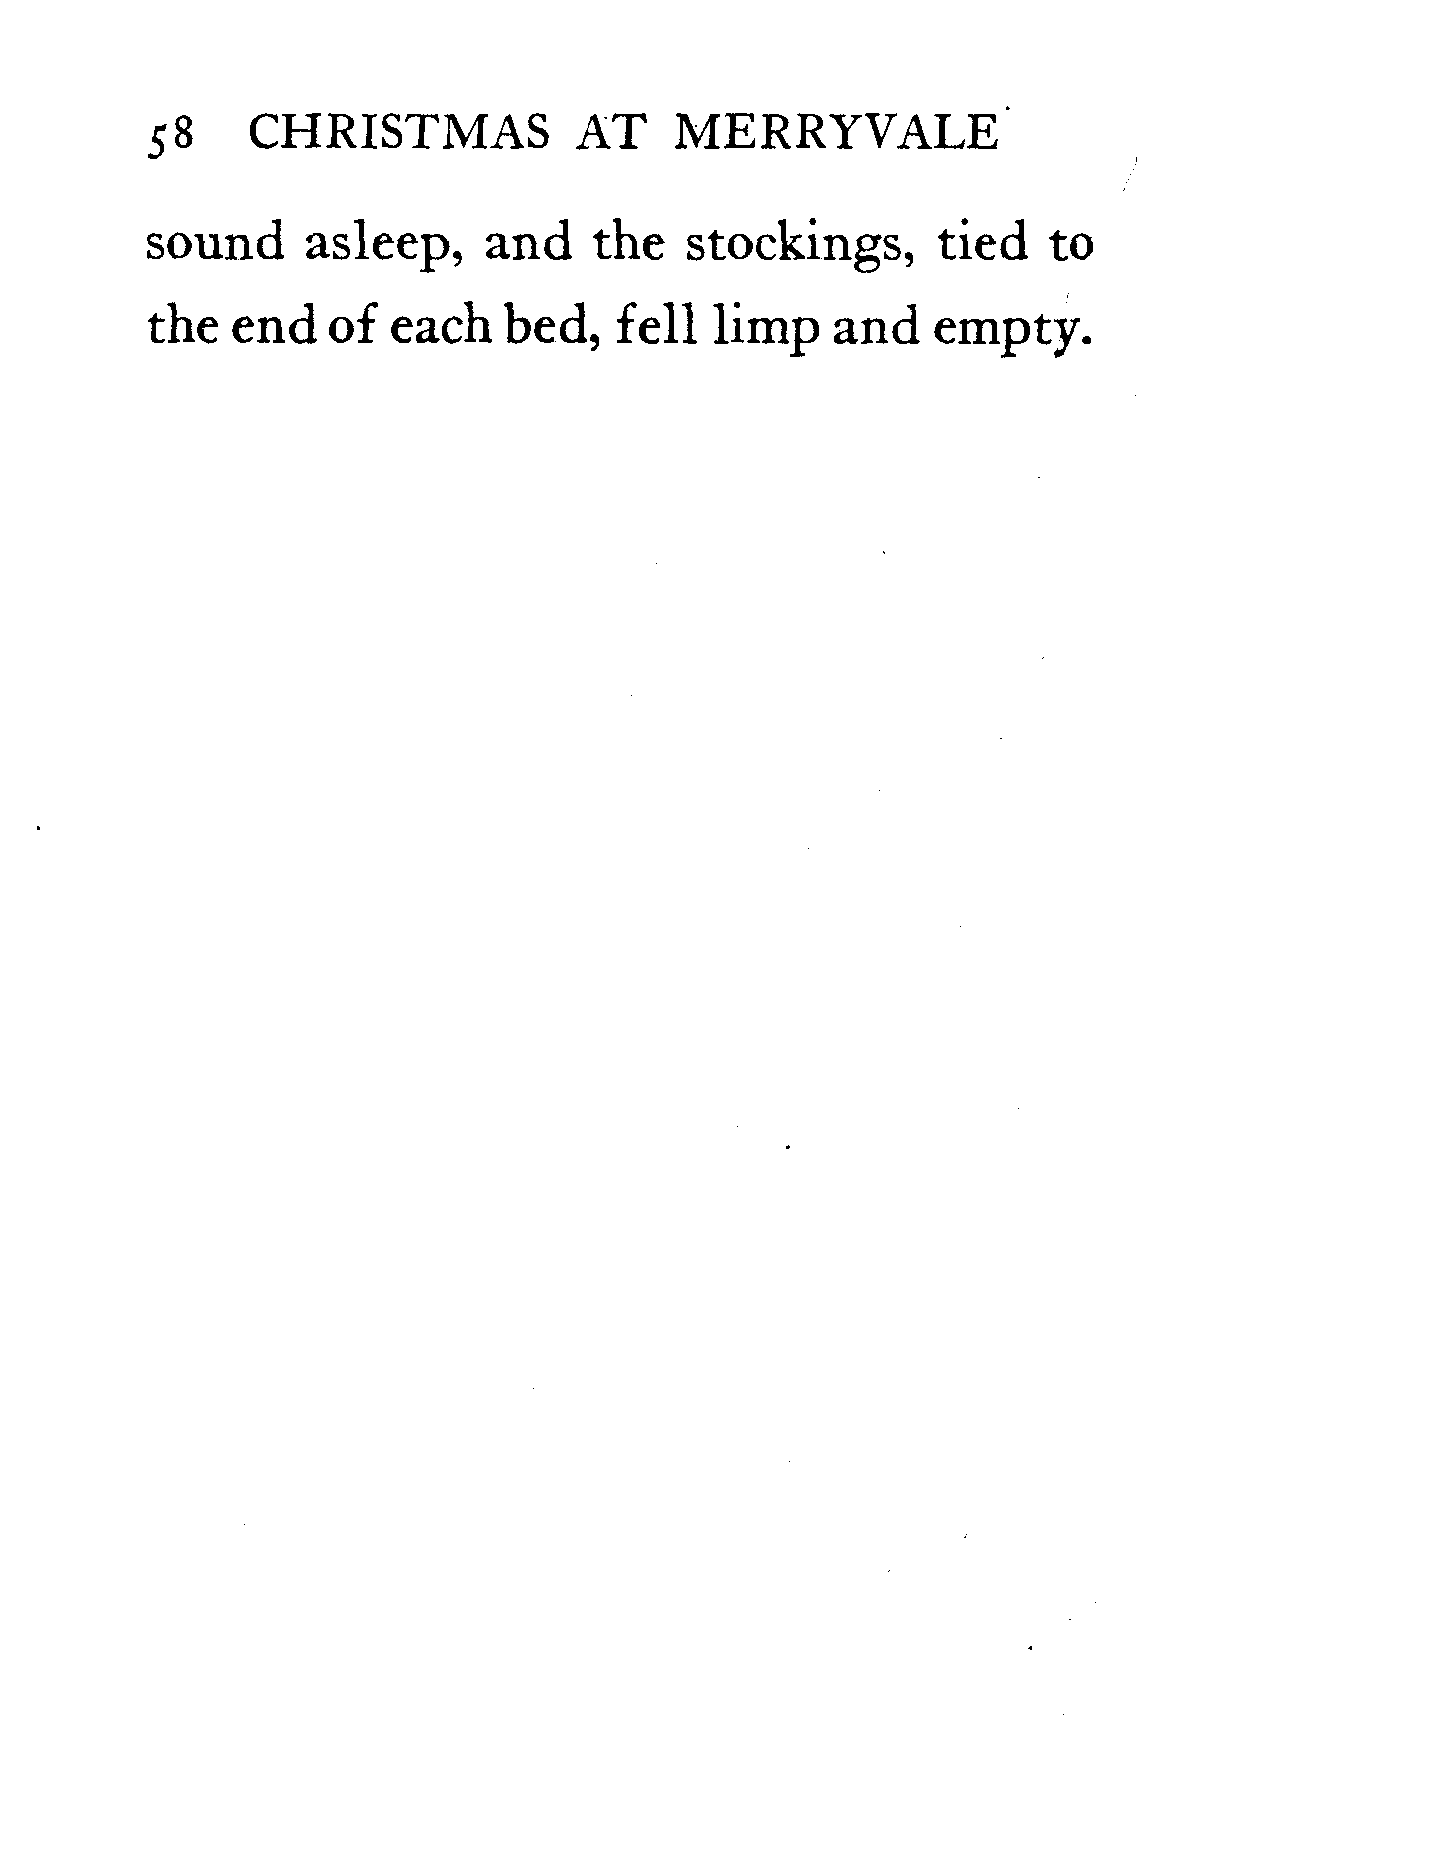 58 CHRISTMAS AT MERRYVALE
sound asleep, and the stockings, tied to
the end of each bed, fell limp and empty.